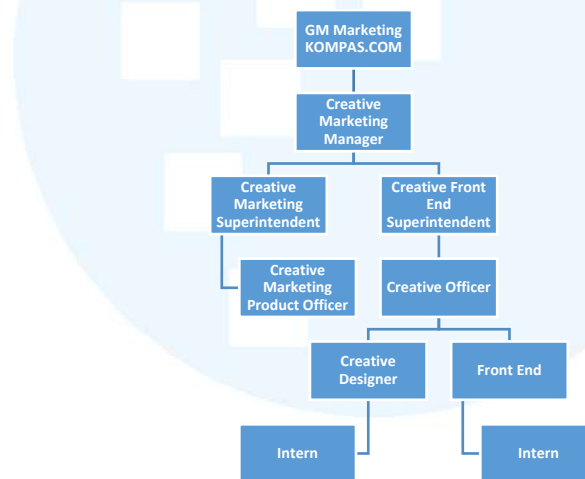 GM Marketing
KOMPAS.COM
Creative
Marketing
Manager
Creative
Marketing
Superintendent
Creative Front
End
Superintendent
Creative
Marketing
Product Officer
Creative Officer
Creative
Designer
Front End
Intern
Intern